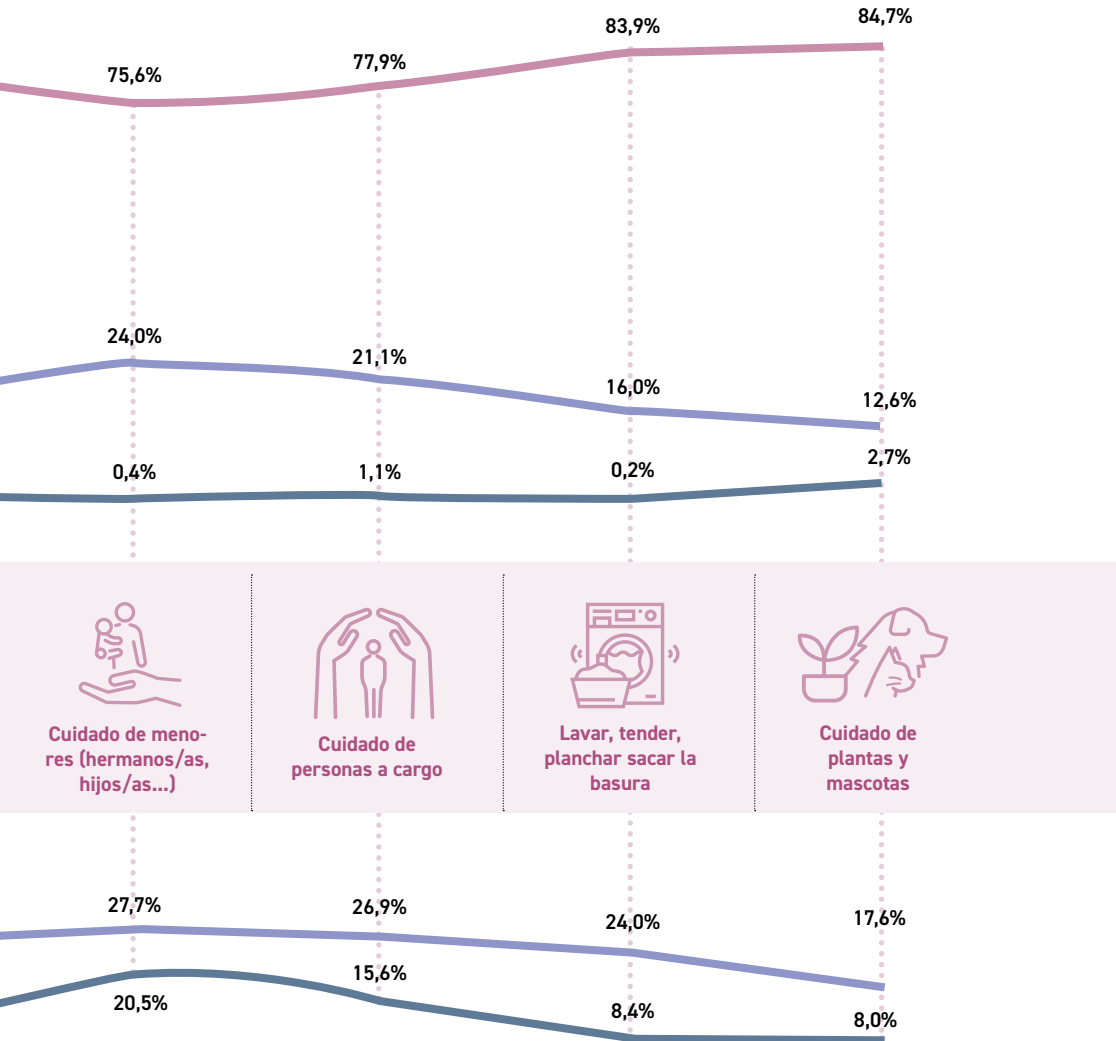 75,6%
77,9%
83,9%
84,7%
24,0%
21,1%
16,0%
12,6%
0,4%
1,1%
0,2%
2,7%
Cuidado de meno-
res (hermanos/as,
hijos/as...)
Cuidado de
personas a cargo
Lavar, tender,
planchar sacar la
basura
Cuidado de
plantas y
mascotas
27,7%
26,9%
24,0%
17,6%
20,5%
15,6%
8,4%
8,0%